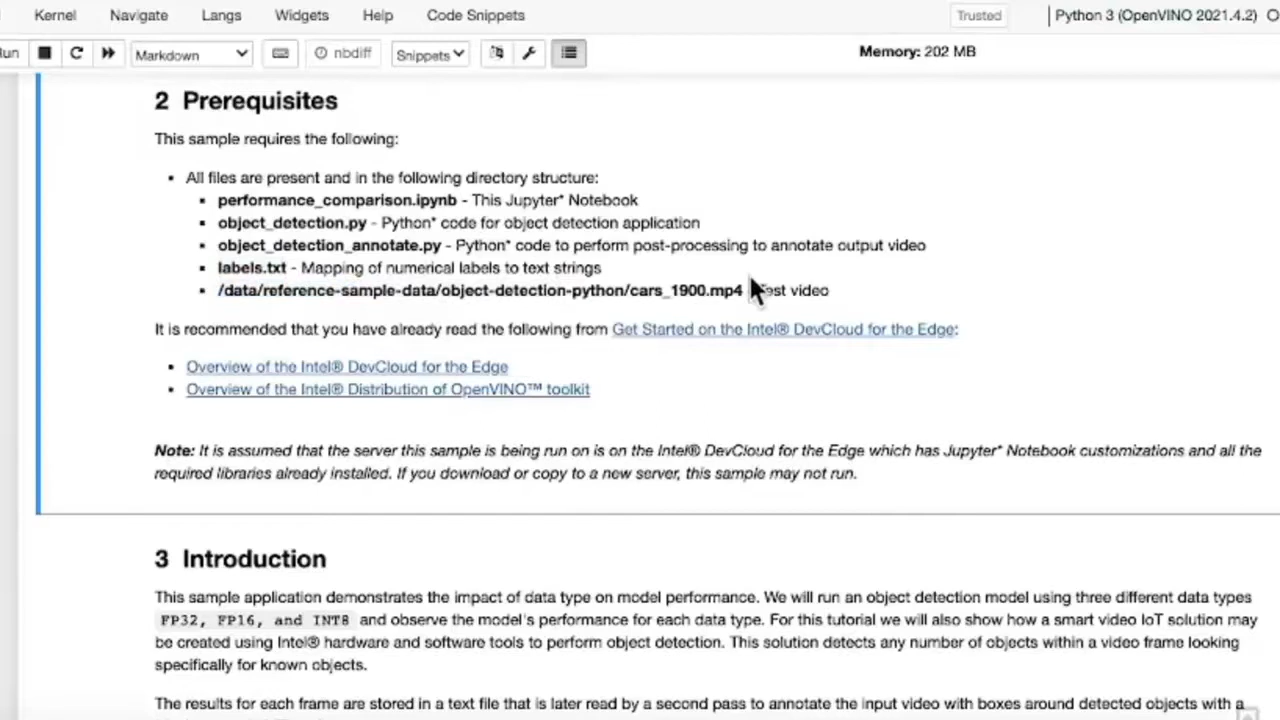 Kernel Navigate Langs Widgets Help Code Snippets Trusted Python 3 (OpenVINO 2021.4.2)
Markdown nbdiff Snippets Memory: 202 MB
2 Prerequisites
This sample requires the following:
All files are present and in the following directory structure:
performance_comparison.ipynb - This Jupyter* Notebook
object_detection.py - Python* code for object detection application
object_detection_annotate.py - Python* code to perform post-processing to annotate output video
labels.txt - Mapping of numerical labels to text strings
/data/reference-sample-data/object-detection-python/cars_1900.mp4 video
It is recommended that you have already read the following from Get Started on the Intel® DevCloud for the Edge:
Overview of the Intel® DevCloud for the Edge
Overview of the Intel® Distribution of OpenVINO™ toolkit
Note: It is assumed that the server this sample is being run on is on the Intel® DevCloud for the Edge which has Jupyter* Notebook customizations and all the
required libraries already installed. If you download or copy to a new server, this sample may not run.
3 Introduction
This sample application demonstrates the impact of data type on model performance. We will run an object detection model using three different data types
FP32, FP16, and INT8 and observe the model's performance for each data type. For this tutorial we will also show how a smart video IoT solution may
be created using Intel® hardware and software tools to perform object detection. This solution detects any number of objects within a video frame looking
specifically for known objects.
The results for each frame are stored in a text file that is later read by a second pass to annotate the input video with boxes around detected objects with a